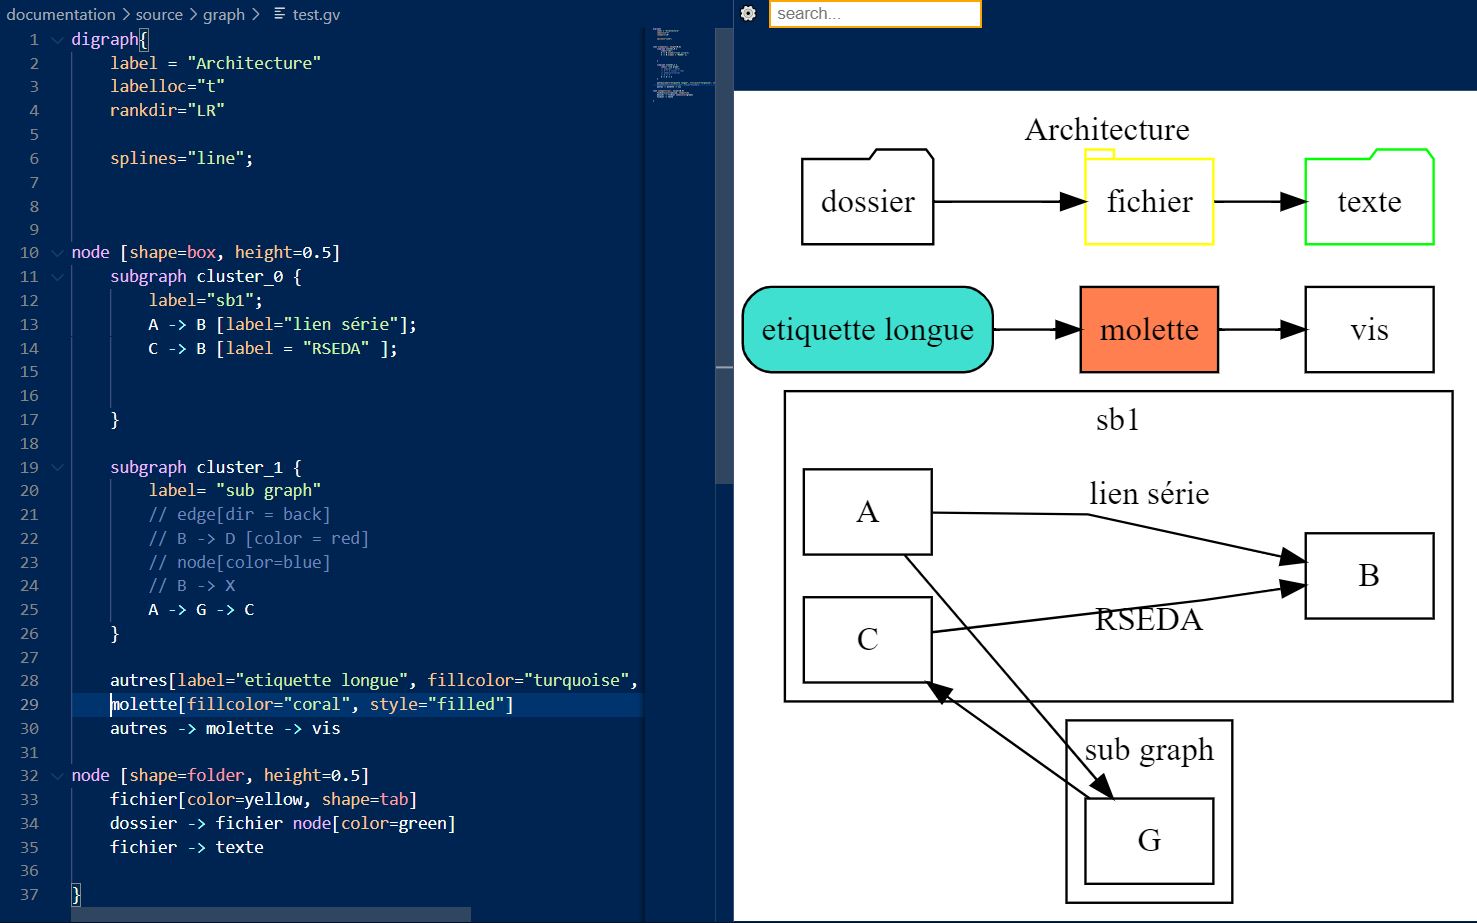 documentation > source > graph > test.gv
1 digraph{
2 label = "Architecture"
3 labelloc="t"
4 rankdir="LR"
5
6 splines="line";
7
8
9
10 node [shape=box, height=0.5]
11 subgraph cluster_0 {
12 label="sb1";
13 A -> B [label="lien série"];
14 C -> B [label = "RSEDA" ];
15
16
17 }
18
19 subgraph cluster_1 {
20 label= "sub graph"
21 // edge[dir = back]
22 // B -> D [color = red]
23 // node[color=blue]
24 // B -> X
25 A -> G -> C
26 }
27
28 autres[label="etiquette longue", fillcolor="turquoise",
29 molette[fillcolor="coral", style="filled"]
30 autres -> molette -> vis
31
32 node [shape=folder, height=0.5]
33 fichier[color=yellow, shape=tab]
34 dossier -> fichier node[color=green]
35 fichier -> texte
36
37 }
search...
Architecture
dossier
fichier
texte
etiquette longue
molette
vis
sb1
A
lien série
B
C
RSEDA
sub graph
G